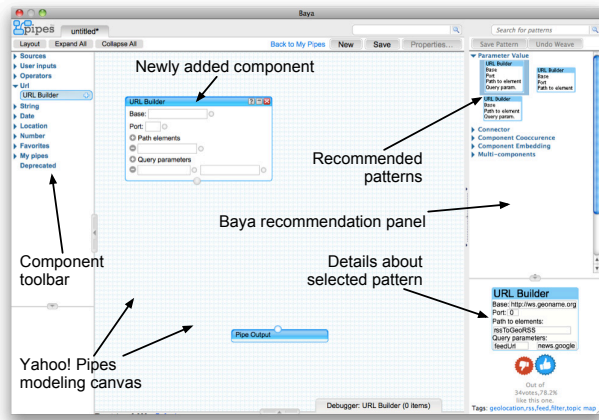 Baya
pipes
untitled*
Search for patterns
Layout
Expand All
Collapse All
Back to My Pipes
New
Save
Properties...
Save Pattern
Undo Weave
Sources
User inputs
Operators
Url
URL Builder
String
Date
Location
Number
Favorites
My pipes
Deprecated
Newly added component
URL Builder
Base:
Port:
Path elements
Query parameters
Parameter Value
URL Builder
Base
Port
Path to element
Query param.
URL Builder
Base
Port:
Path to element
URL Builder
Base
Port
Path to element
Query param.
Connector
Component Cooccurence
Component Embedding
Multi-components
Recommended
patterns
Baya recommendation panel
Component
toolbar
Details about
selected pattern
Yahoo! Pipes
modeling canvas
Pipe Output
Debugger: URL Builder (0 items)
URL Builder
Base: http://ws.geoname.org
Port: 0
Path to elements:
rssToGeoRSS
Query parameters:
feedUrl
news.google
Out of
34votes,78.2%
like this one.
Tags: geolocation,rss,feed,filter,topic map